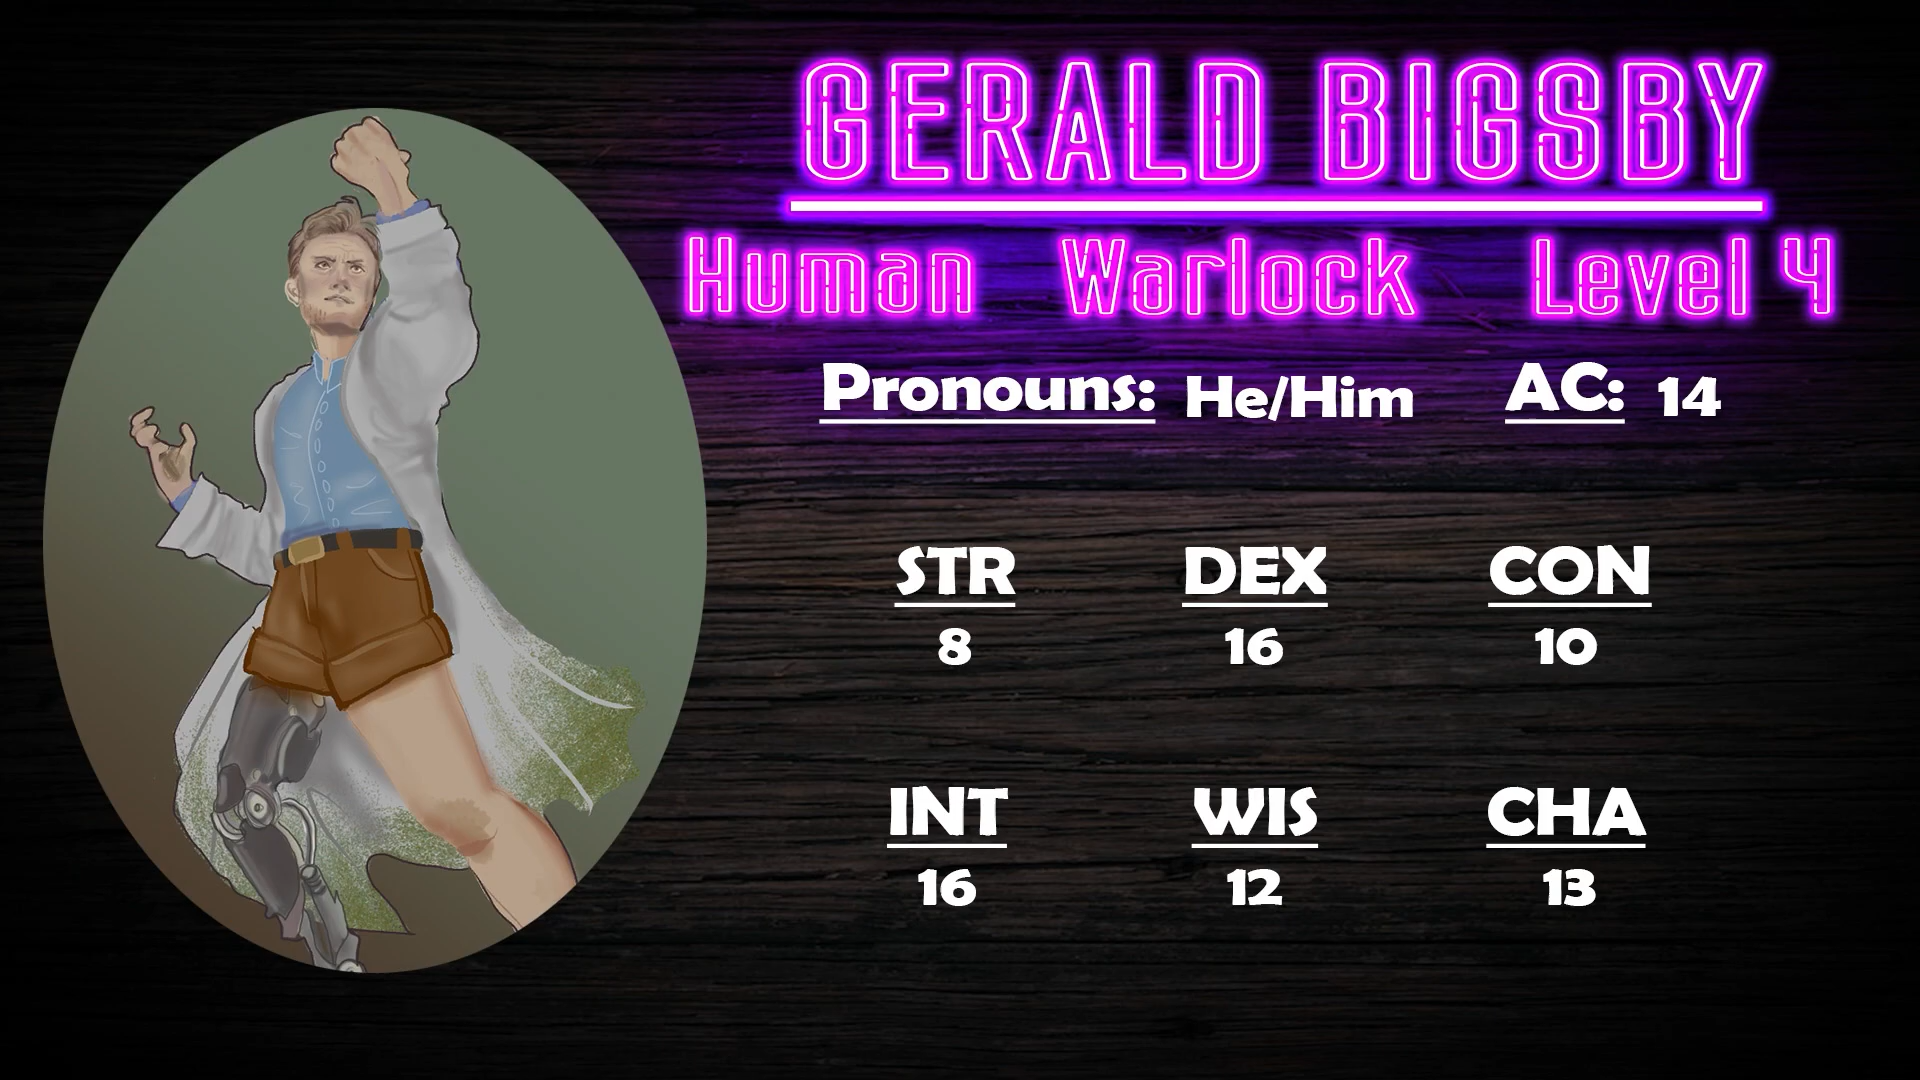 GERALD BIGSBY
Human Warlock Level 4
Pronouns: He/Him AC: 14
STR DEX CON
8 16 10
INT WIS CHA
16 12 13